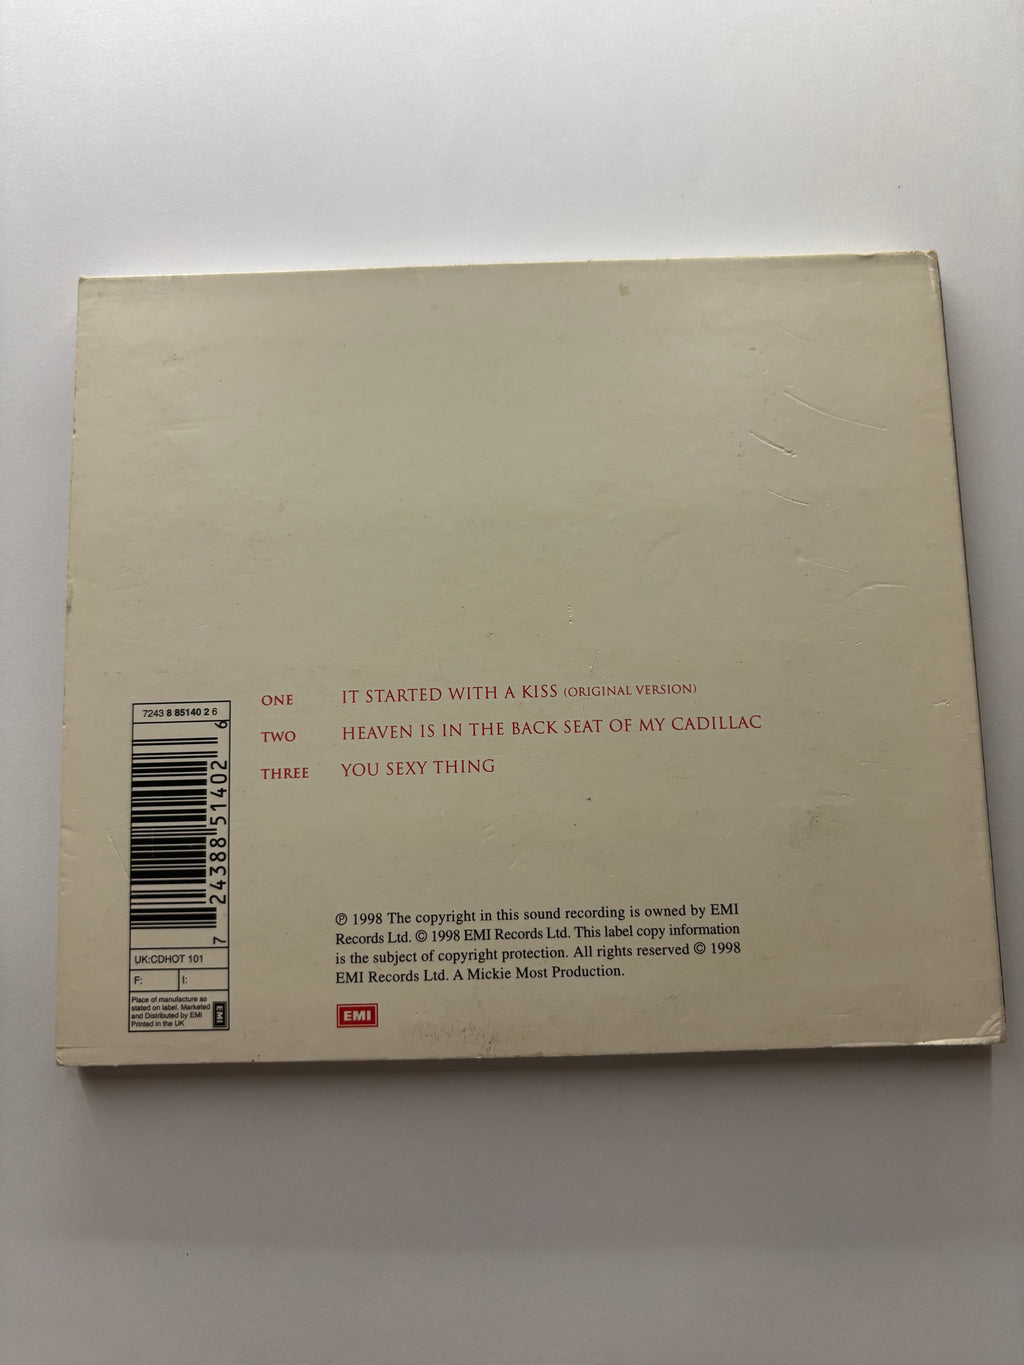 ONE IT STARTED WITH A KISS (ORIGINAL VERSION)
TWO HEAVEN IS IN THE BACK SEAT OF MY CADILLAC
THREE YOU SEXY THING
7243 8 85140 2 6
7 24388 51402 6
UK:CDHOT 101
F: I:
Place of manufacture as
stated on label. Marketed
and Distributed by EMI
Printed in the UK
EMI
℗ 1998 The copyright in this sound recording is owned by EMI
Records Ltd. © 1998 EMI Records Ltd. This label copy information
is the subject of copyright protection. All rights reserved © 1998
EMI Records Ltd. A Mickie Most Production.
EMI